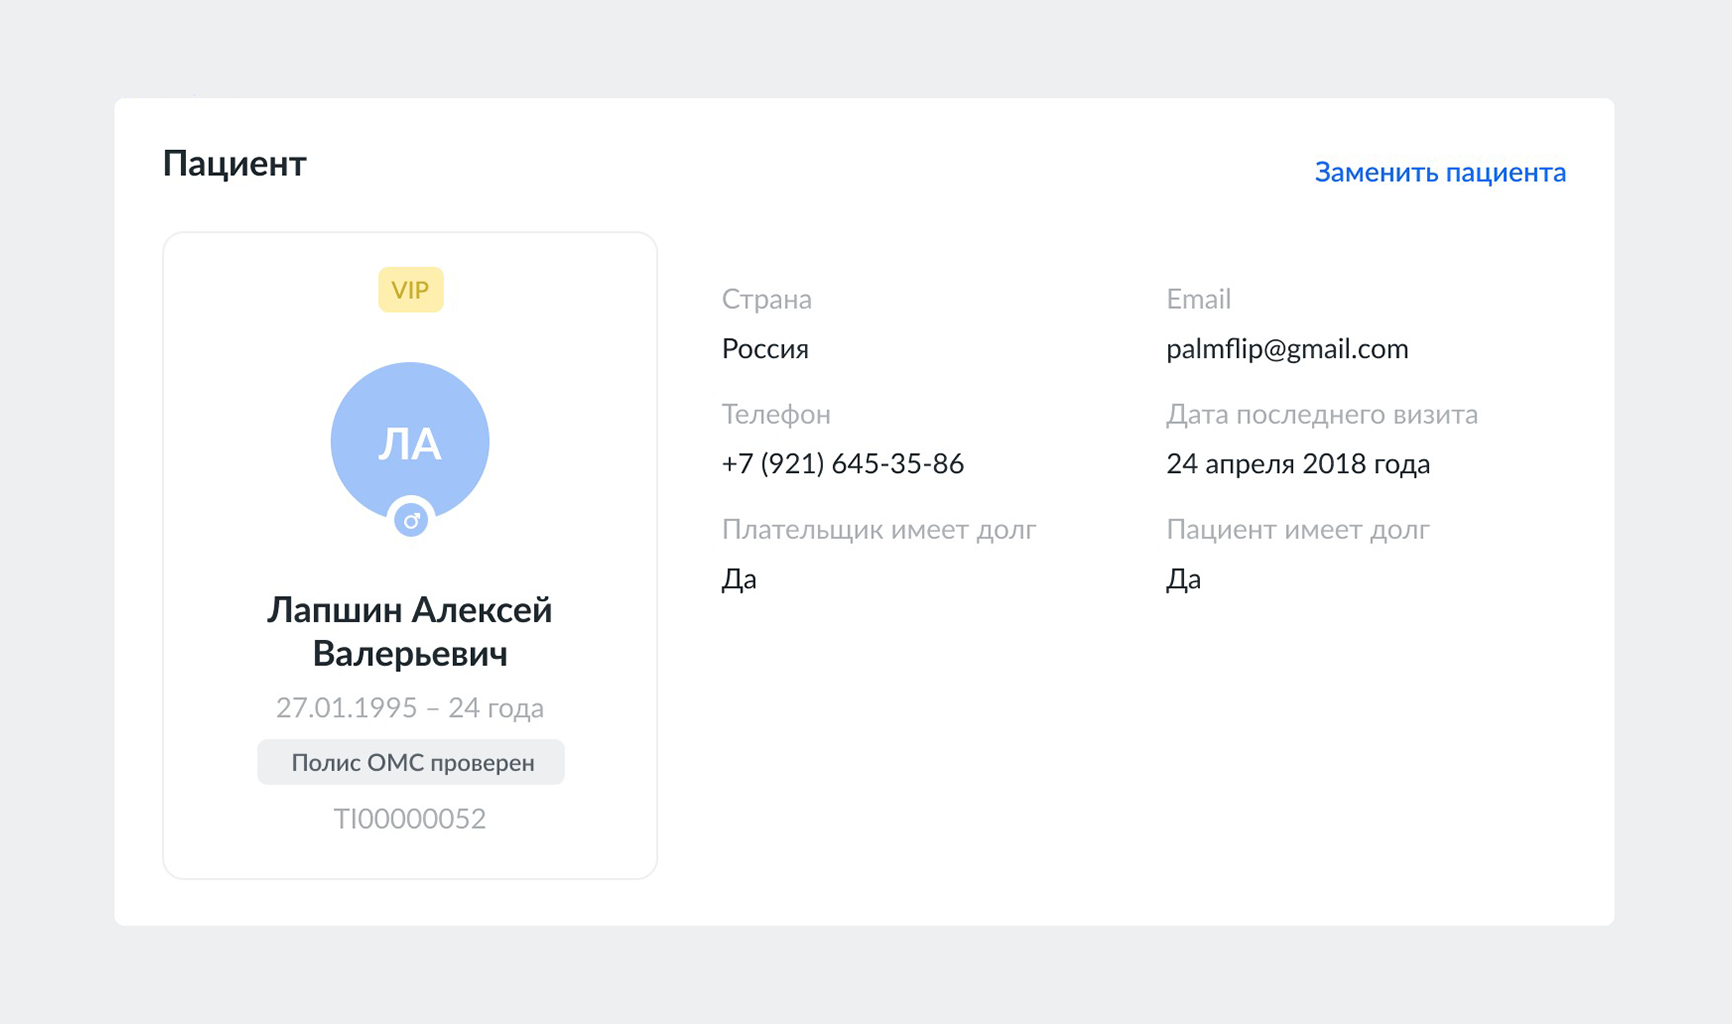 Пациент
Заменить пациента
VIP
ЛА
Лапшин Алексей
Валерьевич
27.01.1995 – 24 года
Полис ОМС проверен
TI00000052
Страна
Россия
Email
palmflip@gmail.com
Телефон
+7 (921) 645-35-86
Дата последнего визита
24 апреля 2018 года
Плательщик имеет долг
Да
Пациент имеет долг
Да